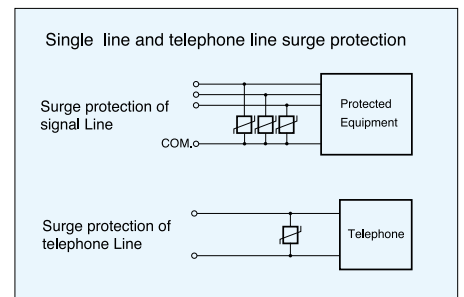 Single line and telephone line surge protection
Surge protection of
signal Line
Protected
Equipment
COM.
Surge protection of
telephone Line
Telephone